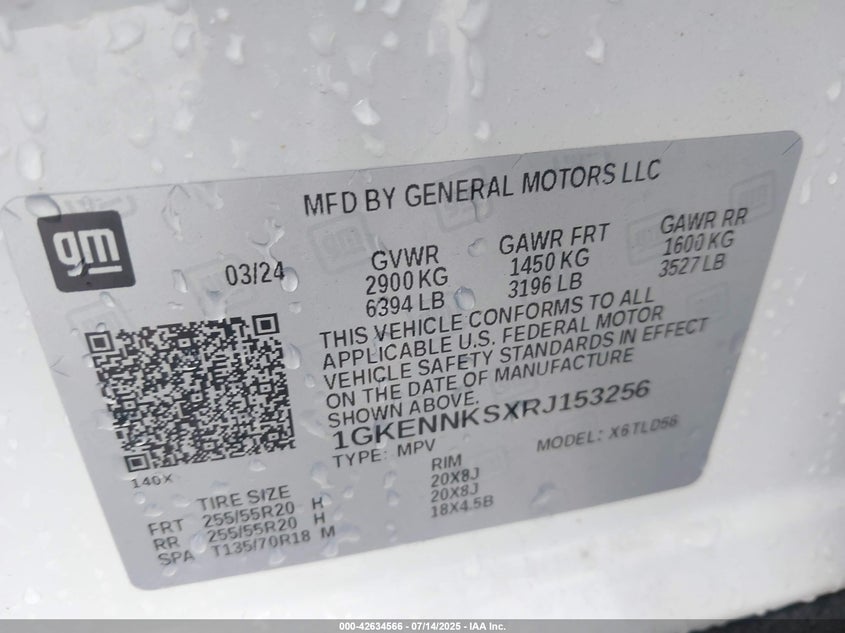 MFD BY GENERAL MOTORS LLC
gm
03/24
GVWR
2900 KG
6394 LB
GAWR FRT
1450 KG
3196 LB
GAWR RR
1600 KG
3527 LB
THIS VEHICLE CONFORMS TO ALL
APPLICABLE U.S. FEDERAL MOTOR
VEHICLE SAFETY STANDARDS IN EFFECT
ON THE DATE OF MANUFACTURE
SHOWN ABOVE.
1GKENNKSXRJ153256
TYPE: MPV
MODEL: X6TLD56
140X
TIRE SIZE
RIM
FRT 255/55R20 H 20X8J
RR 255/55R20 H 20X8J
SPA T135/70R18 M 18X4.5B
000-42634566 - 07/14/2025 - IAA Inc.